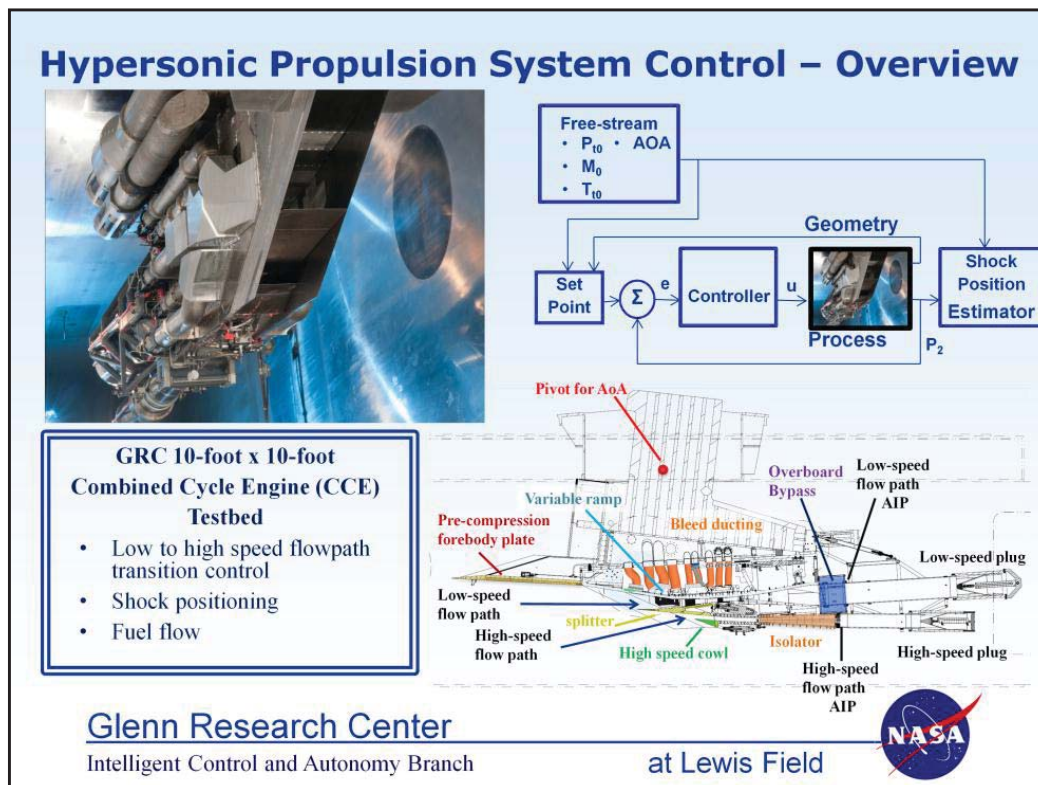 Hypersonic Propulsion System Control – Overview
Free-stream
• Pt0 • AOA
• M0
• Tt0
Geometry
Set
Point
Σ
e
Controller
u
Process
P2
Shock
Position
Estimator
GRC 10-foot x 10-foot
Combined Cycle Engine (CCE)
Testbed
• Low to high speed flowpath
transition control
• Shock positioning
• Fuel flow
Pivot for AoA
Variable ramp
Pre-compression
forebody plate
Bleed ducting
Overboard
Bypass
Low-speed
flow path
AIP
Low-speed plug
Low-speed
flow path
splitter
High-speed
flow path
High speed cowl
Isolator
High-speed
flow path
AIP
High-speed plug
Glenn Research Center
Intelligent Control and Autonomy Branch
at Lewis Field
NASA